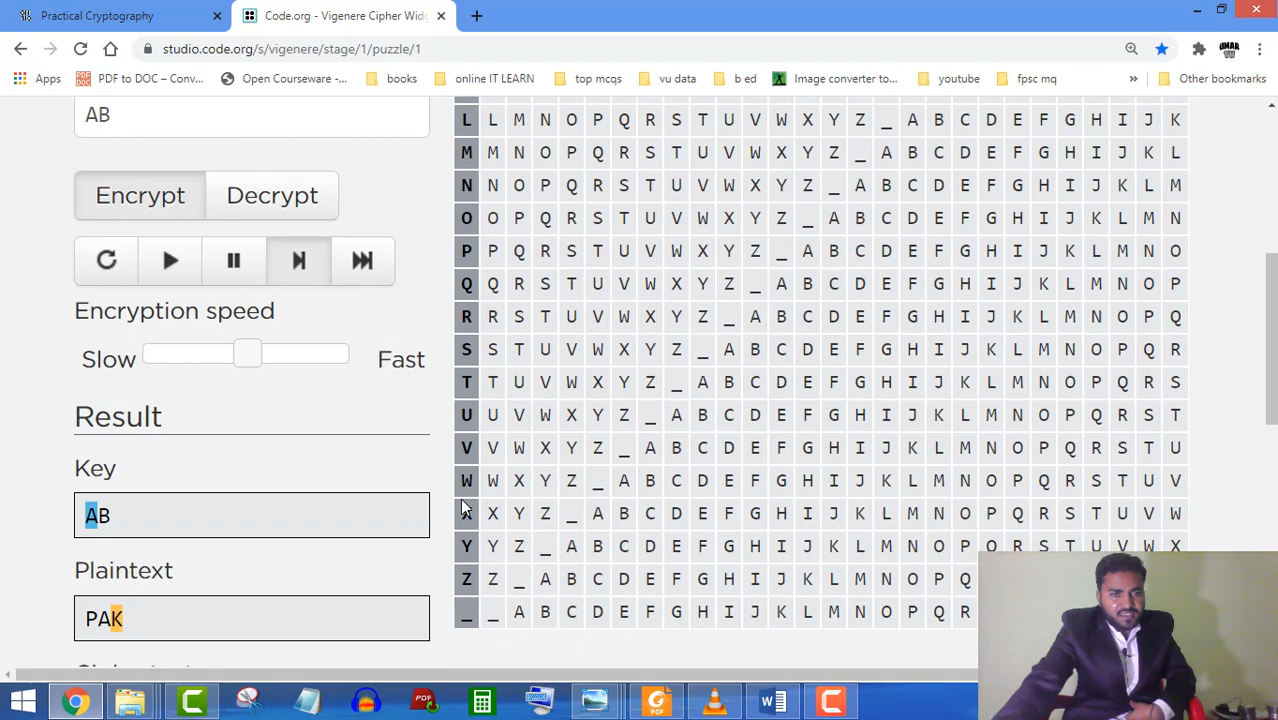 Practical Cryptography
Code.org - Vigenere Cipher Wid
studio.code.org/s/vigenere/stage/1/puzzle/1
UMAR
Apps PDF to DOC – Conv... Open Courseware -... books online IT LEARN top mcqs vu data b ed Image converter to... youtube fpsc mq » Other bookmarks
AB
Encrypt Decrypt
Encryption speed
Slow Fast
Result
Key
AB
Plaintext
PAK
L L M N O P Q R S T U V W X Y Z _ A B C D E F G H I J K
M M N O P Q R S T U V W X Y Z _ A B C D E F G H I J K L
N N O P Q R S T U V W X Y Z _ A B C D E F G H I J K L M
O O P Q R S T U V W X Y Z _ A B C D E F G H I J K L M N
P P Q R S T U V W X Y Z _ A B C D E F G H I J K L M N O
Q Q R S T U V W X Y Z _ A B C D E F G H I J K L M N O P
R R S T U V W X Y Z _ A B C D E F G H I J K L M N O P Q
S S T U V W X Y Z _ A B C D E F G H I J K L M N O P Q R
T T U V W X Y Z _ A B C D E F G H I J K L M N O P Q R S
U U V W X Y Z _ A B C D E F G H I J K L M N O P Q R S T
V V W X Y Z _ A B C D E F G H I J K L M N O P Q R S T U
W W X Y Z _ A B C D E F G H I J K L M N O P Q R S T U V
X X Y Z _ A B C D E F G H I J K L M N O P Q R S T U V W
Y Y Z _ A B C D E F G H I J K L M N O P Q R S T U V W X
Z Z _ A B C D E F G H I J K L M N O P Q
_ _ A B C D E F G H I J K L M N O P Q R